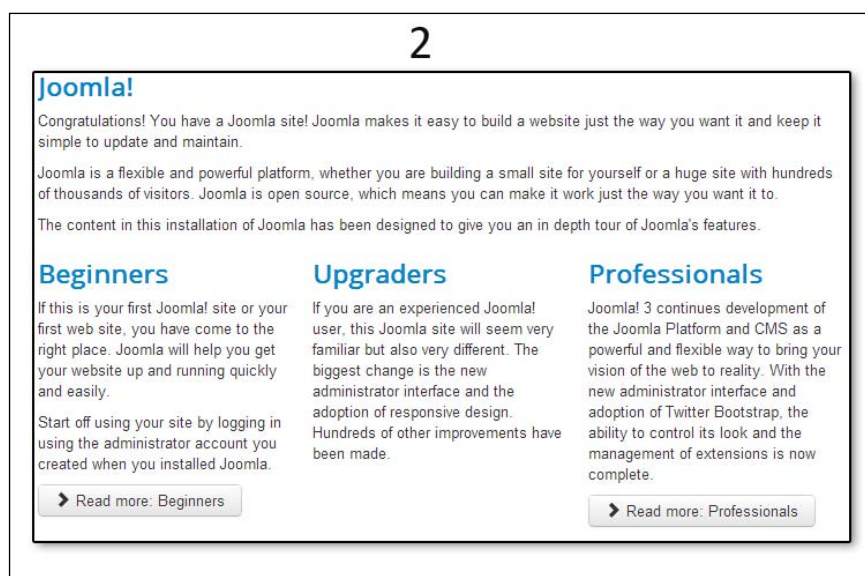 2
Joomla!
Congratulations! You have a Joomla site! Joomla makes it easy to build a website just the way you want it and keep it
simple to update and maintain.
Joomla is a flexible and powerful platform, whether you are building a small site for yourself or a huge site with hundreds
of thousands of visitors. Joomla is open source, which means you can make it work just the way you want it to.
The content in this installation of Joomla has been designed to give you an in depth tour of Joomla's features.
Beginners
If this is your first Joomla! site or your
first web site, you have come to the
right place. Joomla will help you get
your website up and running quickly
and easily.
Start off using your site by logging in
using the administrator account you
created when you installed Joomla.
Read more: Beginners
Upgraders
If you are an experienced Joomla!
user, this Joomla site will seem very
familiar but also very different. The
biggest change is the new
administrator interface and the
adoption of responsive design.
Hundreds of other improvements have
been made.
Professionals
Joomla! 3 continues development of
the Joomla Platform and CMS as a
powerful and flexible way to bring your
vision of the web to reality. With the
new administrator interface and
adoption of Twitter Bootstrap, the
ability to control its look and the
management of extensions is now
complete.
Read more: Professionals